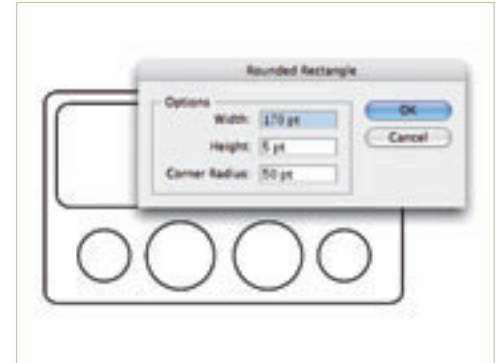 Rounded Rectangle
Options
Width: 170 pt
Height: 5 pt
Corner Radius: 50 pt
OK
Cancel